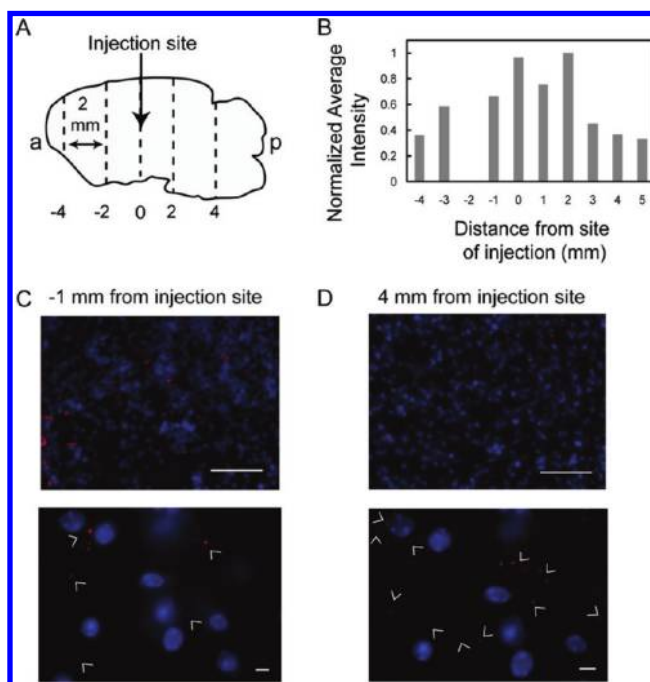 A
Injection site
2
mm
a
p
-4 -2 0 2 4
B
Normalized Average
Intensity
1
0.8
0.6
0.4
0.2
0
-4 -3 -2 -1 0 1 2 3 4 5
Distance from site
of injection (mm)
C -1 mm from injection site
D 4 mm from injection site